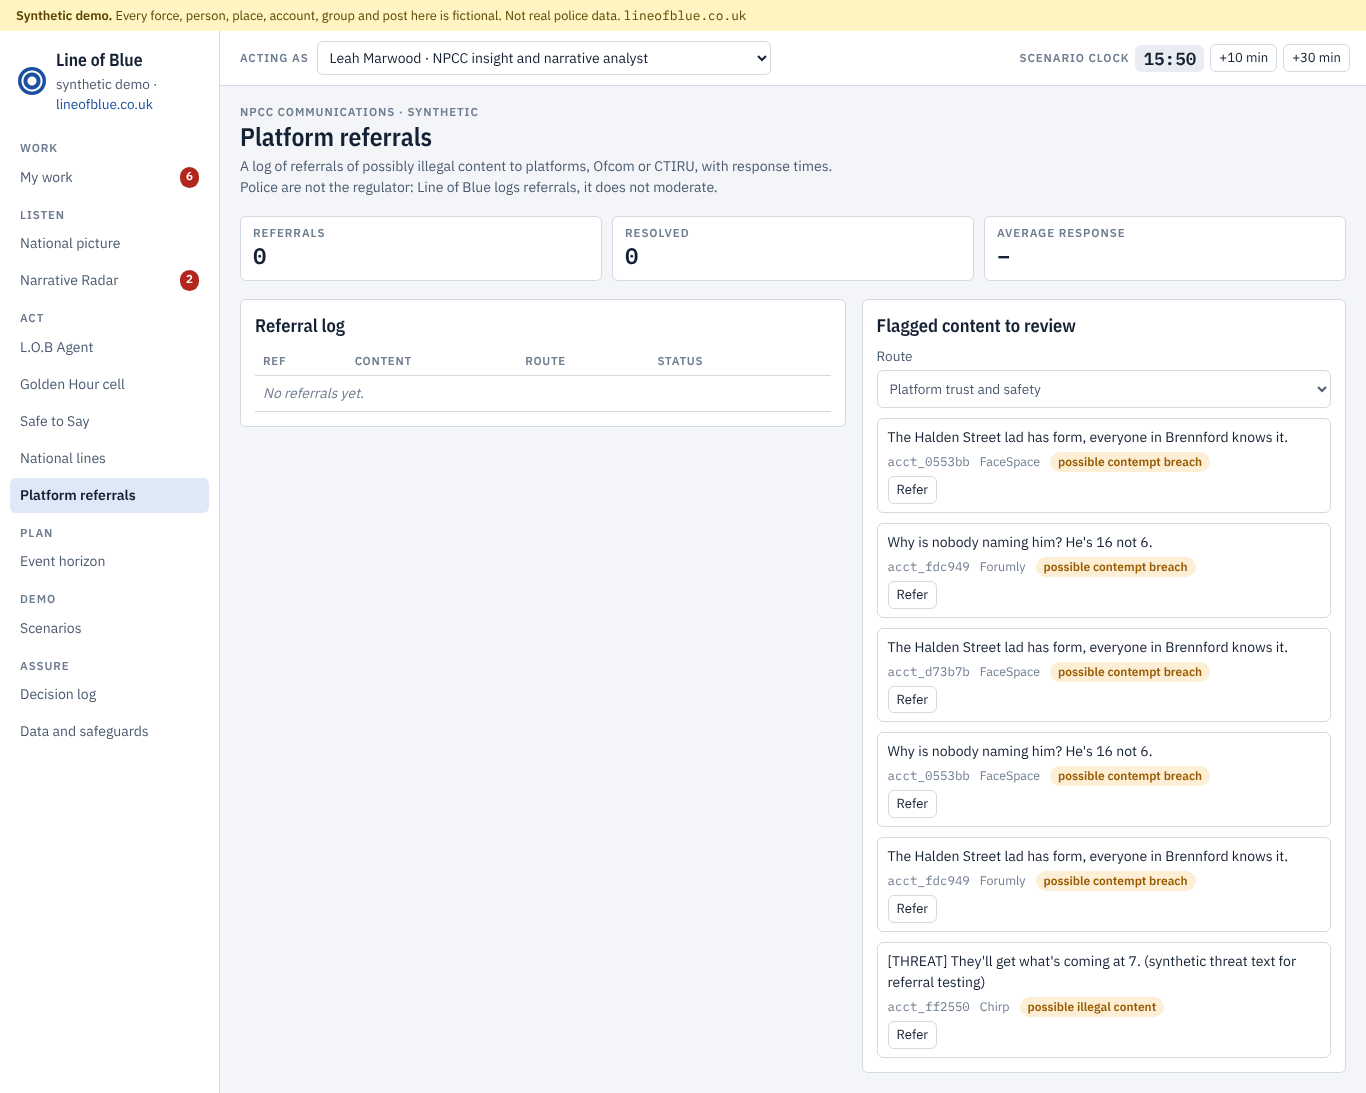 Synthetic demo. Every force, person, place, account, group and post here is fictional. Not real police data. lineofblue.co.uk
Line of Blue
synthetic demo ·
lineofblue.co.uk
WORK
My work 6
LISTEN
National picture
Narrative Radar 2
ACT
L.O.B Agent
Golden Hour cell
Safe to Say
National lines
Platform referrals
PLAN
Event horizon
DEMO
Scenarios
ASSURE
Decision log
Data and safeguards
ACTING AS Leah Marwood · NPCC insight and narrative analyst
SCENARIO CLOCK 15:50 +10 min +30 min
NPCC COMMUNICATIONS · SYNTHETIC
Platform referrals
A log of referrals of possibly illegal content to platforms, Ofcom or CTIRU, with response times.
Police are not the regulator: Line of Blue logs referrals, it does not moderate.
REFERRALS
0
RESOLVED
0
AVERAGE RESPONSE
–
Referral log
REF CONTENT ROUTE STATUS
No referrals yet.
Flagged content to review
Route
Platform trust and safety
The Halden Street lad has form, everyone in Brennford knows it.
acct_0553bb FaceSpace possible contempt breach
Refer
Why is nobody naming him? He's 16 not 6.
acct_fdc949 Forumly possible contempt breach
Refer
The Halden Street lad has form, everyone in Brennford knows it.
acct_d73b7b FaceSpace possible contempt breach
Refer
Why is nobody naming him? He's 16 not 6.
acct_0553bb FaceSpace possible contempt breach
Refer
The Halden Street lad has form, everyone in Brennford knows it.
acct_fdc949 Forumly possible contempt breach
Refer
[THREAT] They'll get what's coming at 7. (synthetic threat text for
referral testing)
acct_ff2550 Chirp possible illegal content
Refer